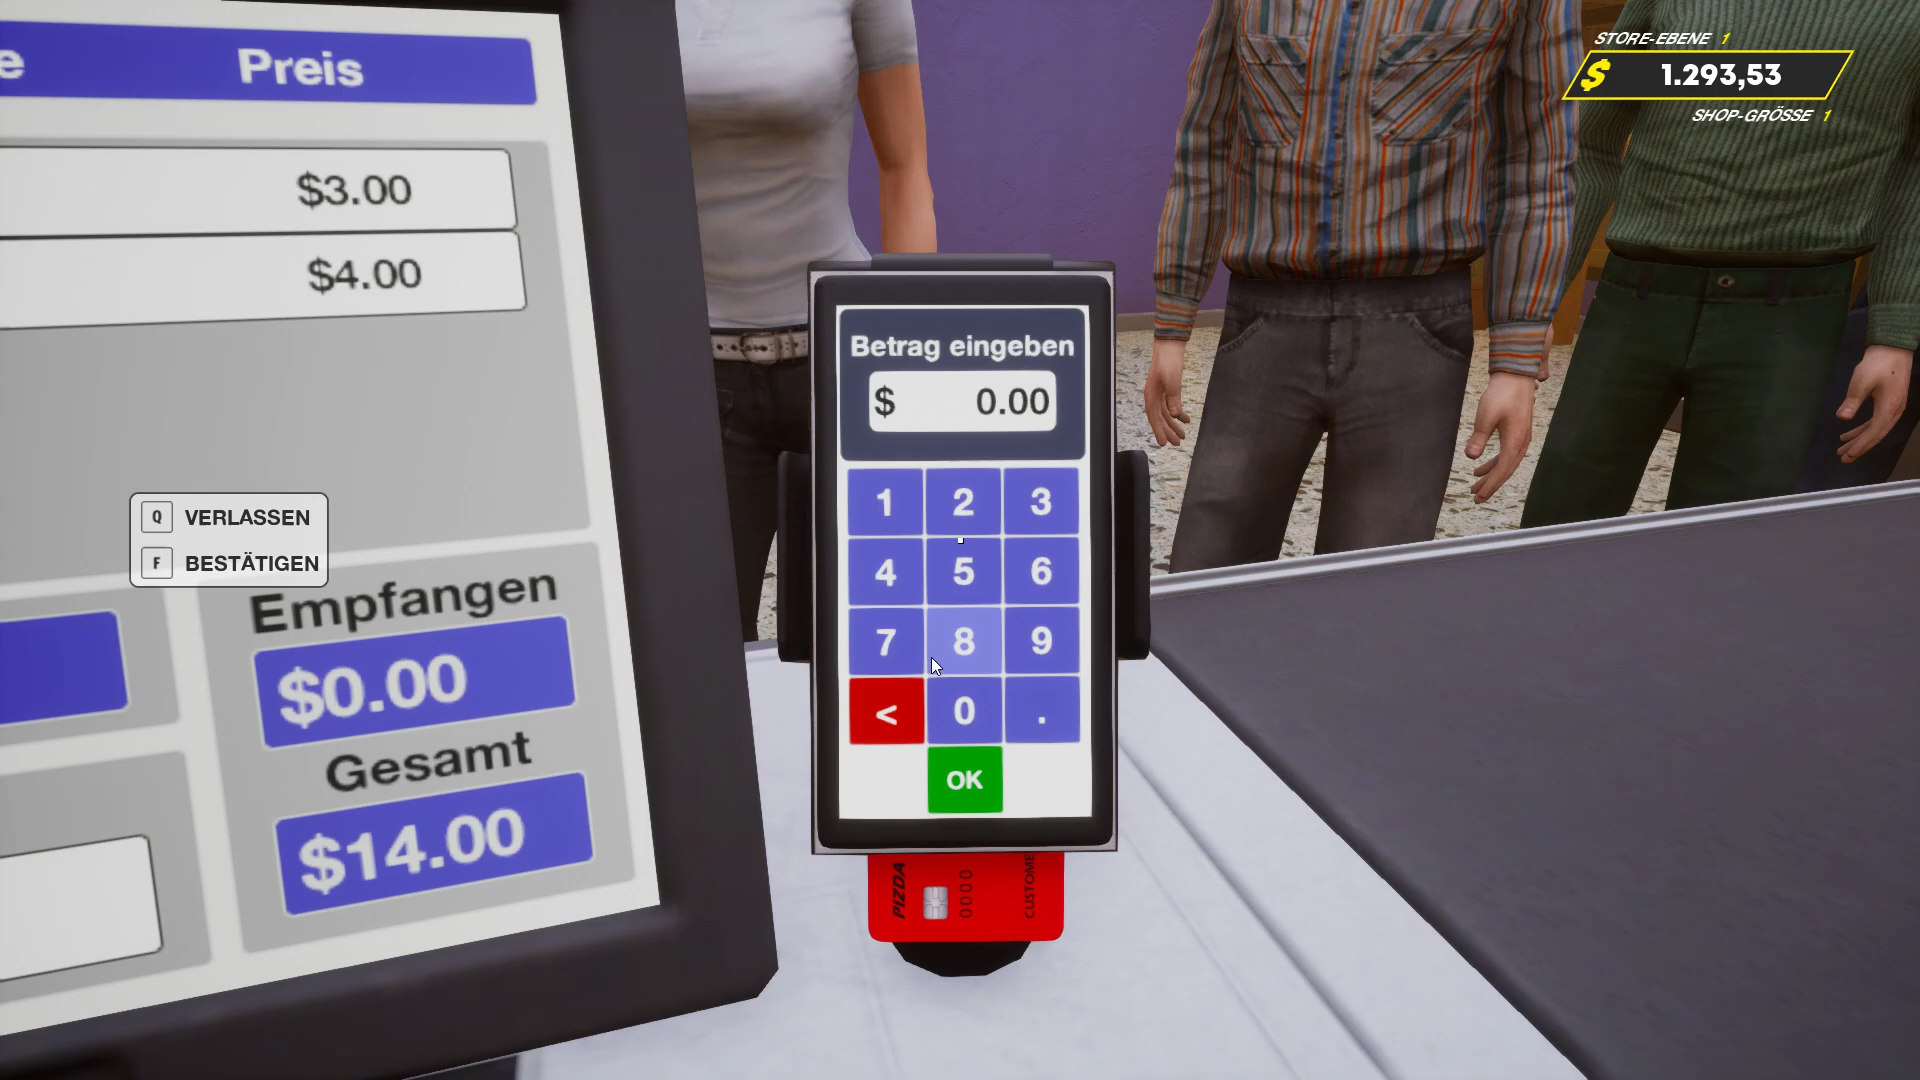 e Preis
$3.00
$4.00
Empfangen
$0.00
Gesamt
$14.00
Q VERLASSEN
F BESTÄTIGEN
Betrag eingeben
$ 0.00
1 2 3
4 5 6
7 8 9
< 0 .
OK
PIZDA
0000
CUSTOME
STORE-EBENE 1
$ 1.293,53
SHOP-GRÖSSE 1